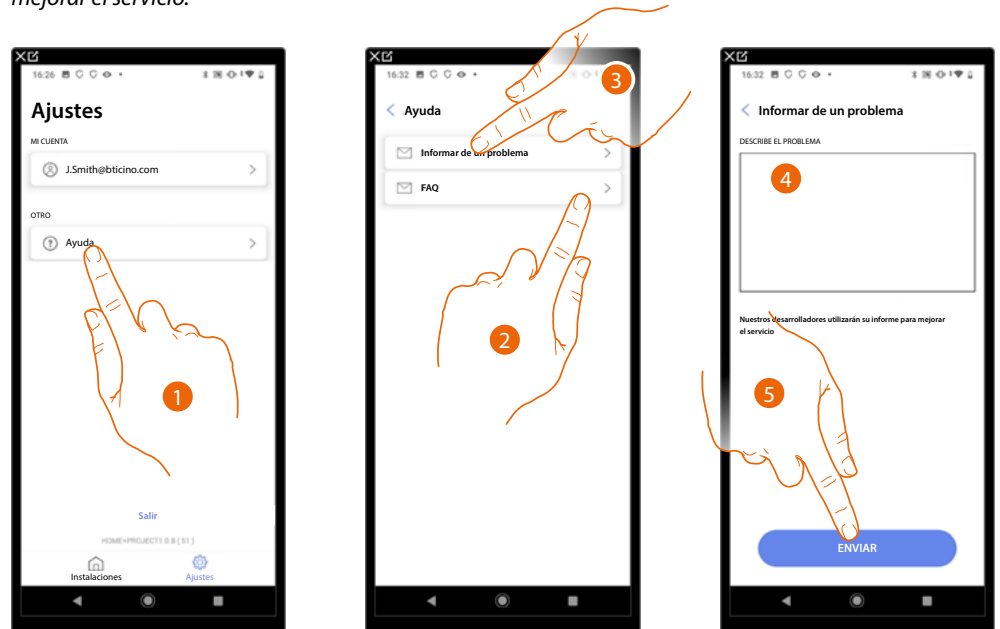 mejorar el servicio.
16:26
Ajustes
MI CUENTA
J.Smith@bticino.com
OTRO
Ayuda
1
Salir
HOME+PROJECT1.0.8 ( 51 )
Instalaciones
Ajustes
16:32
3
Ayuda
Informar de un problema
FAQ
2
16:32
Informar de un problema
DESCRIBE EL PROBLEMA
4
Nuestros desarrolladores utilizarán su informe para mejorar
el servicio
5
ENVIAR